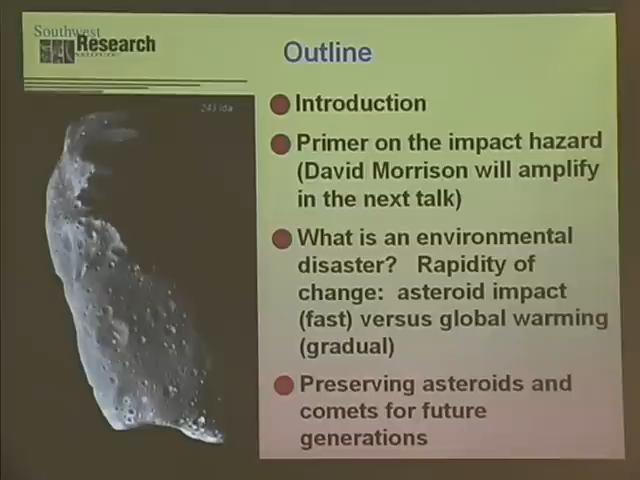 Southwest
Research
Outline
243 Ida
Introduction
Primer on the impact hazard
(David Morrison will amplify
in the next talk)
What is an environmental
disaster? Rapidity of
change: asteroid impact
(fast) versus global warming
(gradual)
Preserving asteroids and
comets for future
generations